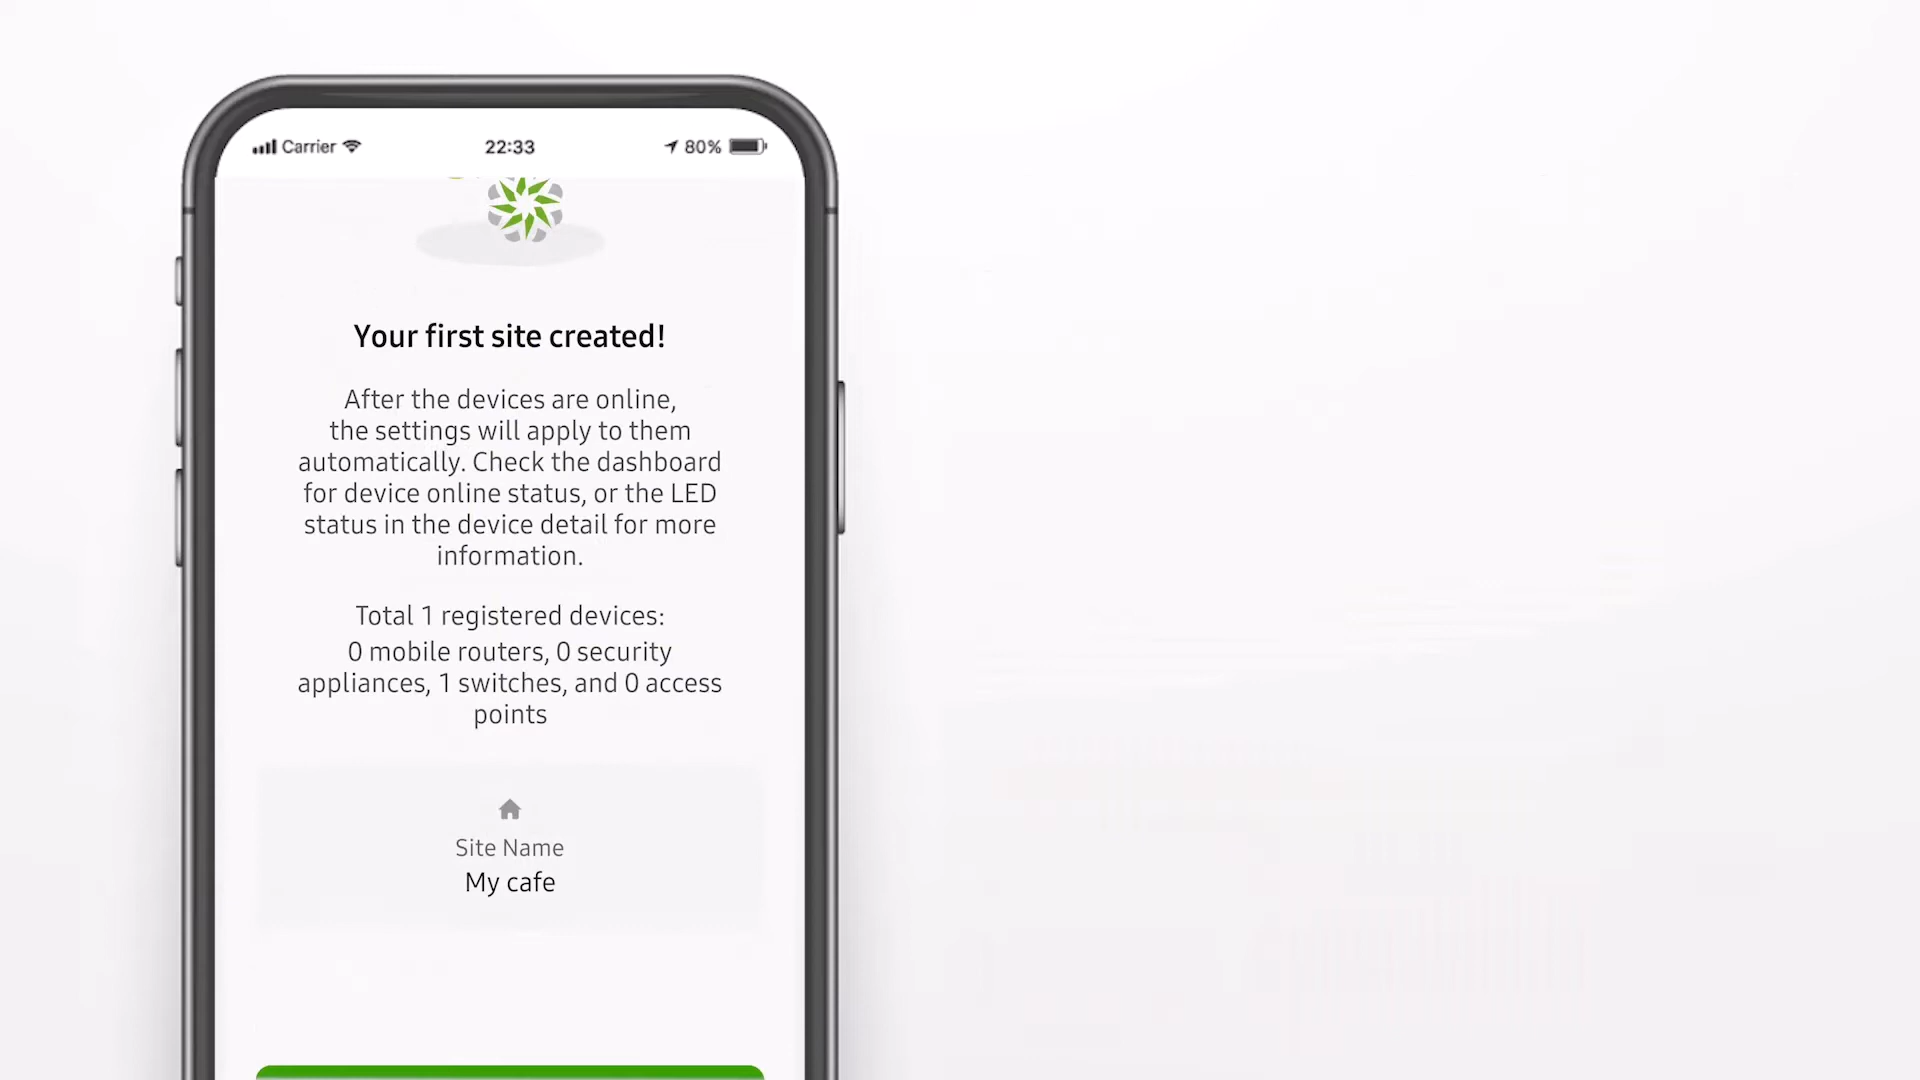 Carrier 22:33 80%
Your first site created!
After the devices are online,
the settings will apply to them
automatically. Check the dashboard
for device online status, or the LED
status in the device detail for more
information.
Total 1 registered devices:
0 mobile routers, 0 security
appliances, 1 switches, and 0 access
points
Site Name
My cafe